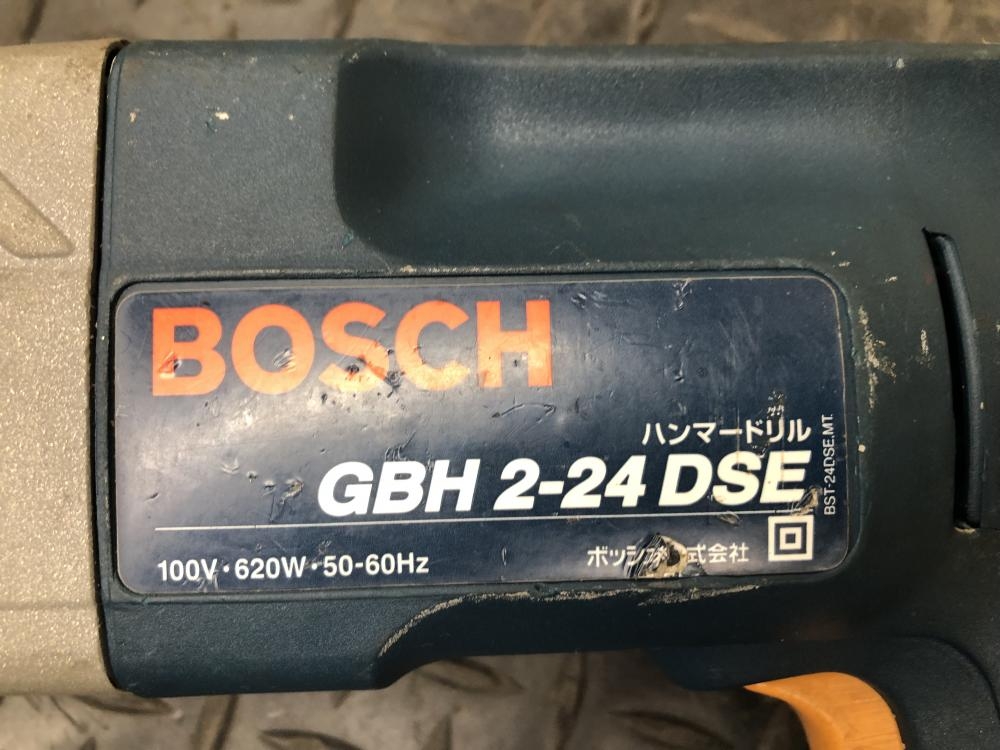 BOSCH
ハンマードリル
GBH 2-24 DSE
BST-24DSE.MT.
100V・620W・50-60Hz
式会社